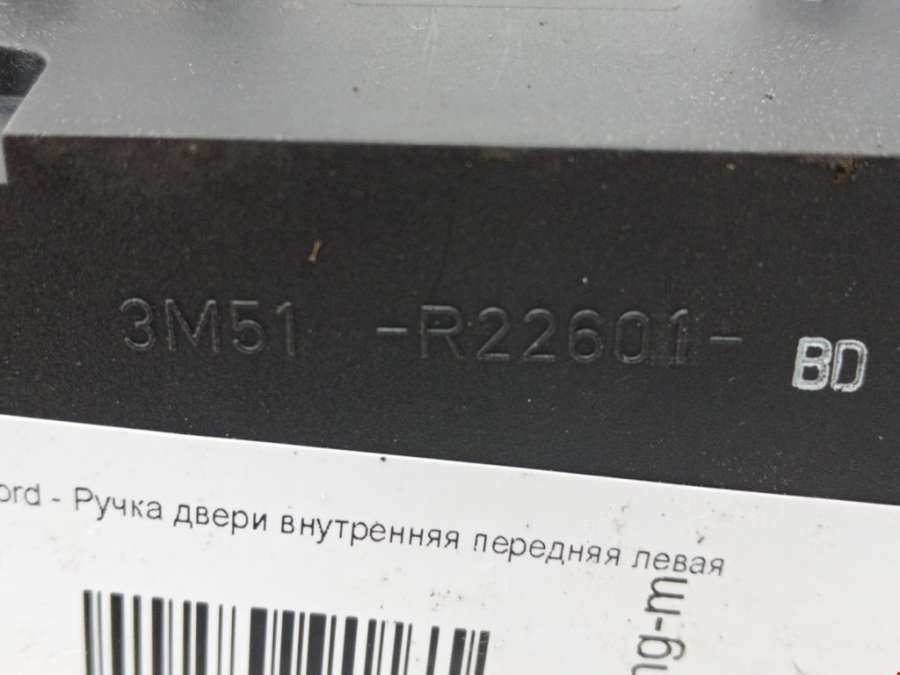 3M51 -R22601- BD
ord - Ручка двери внутренняя передняя левая
ng-m